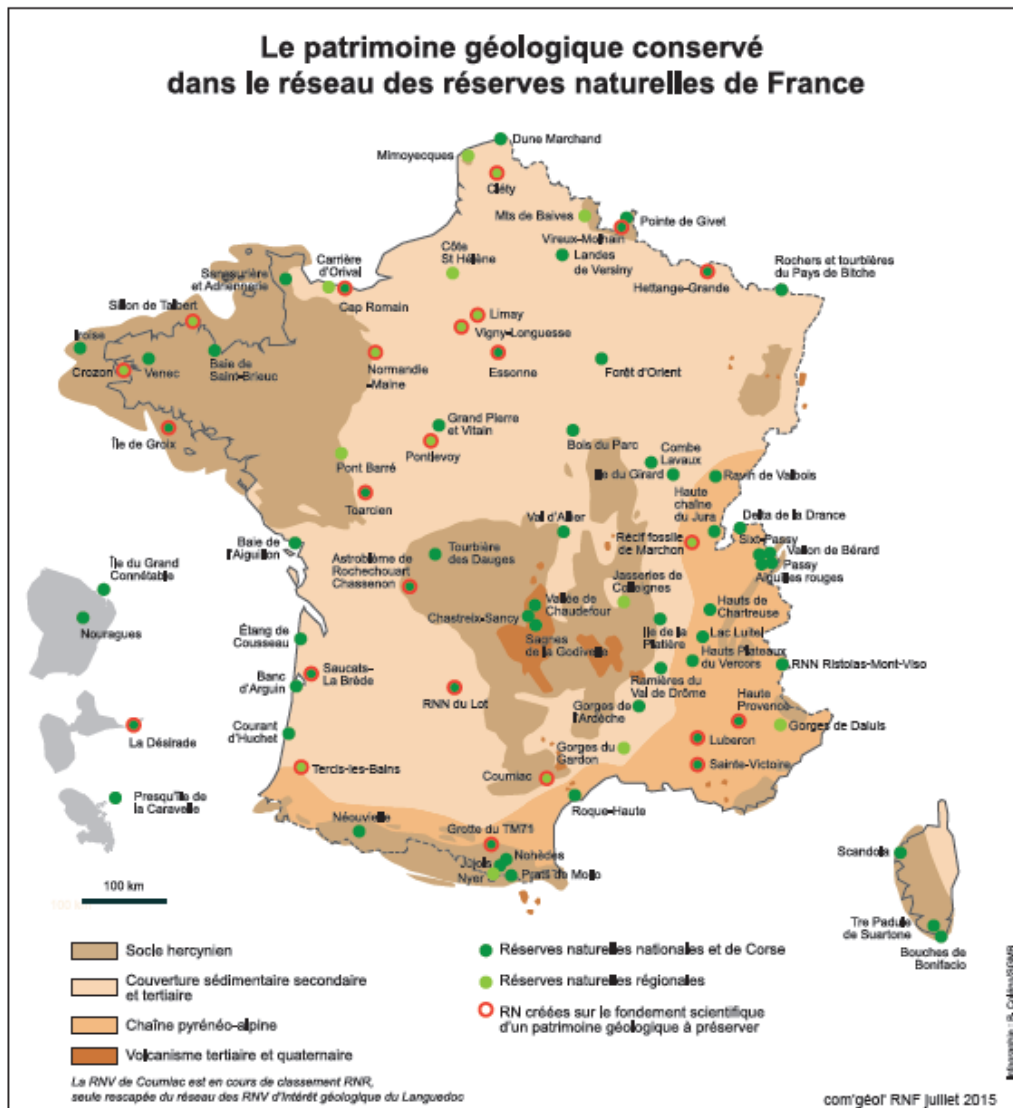 Le patrimoine géologique conservé
dans le réseau des réserves naturelles de France
Dune Marchand
Mimoyecques
Cléty
Mts de Baives
Pointe de Givet
Vireux-Molhain
Côte
St Hélène
Landes
de Versiny
Rochers et tourbières
du Pays de Bitche
Carrière
d'Orival
Hettange-Grande
Cap Romain
Sillon de Talbert
Limay
Vigny-Longuesse
Iroise
Crozon
Venec
Baie de
Saint-Brieuc
Normandie
-Maine
Essonne
Forêt d'Orient
Île de Groix
Grand Pierre
et Vitain
Pontlevoy
Bois du Parc
Combe
Lavaux
Pont Barré
Ile du Girard
Ravin de Valbois
Toarcien
Haute
chaîne
du Jura
Delta de la Drance
Val d'Allier
Sixt-Passy
Baie de
l'Aiguillon
Astroblème de
Rochechouart
Chassenon
Tourbière
des Dauges
Récif fossile
de Marchon
Vallon de Bérard
Passy
Aiguilles rouges
Île du Grand
Connétable
Jasseries de
Colleignes
Nouragues
Vallée de
Chaudefour
Chastreix-Sancy
Hauts de
Chartreuse
Étang de
Cousseau
Sagnes
de la Godivelle
Ile de la
Platière
Lac Luitel
Hauts Plateaux
du Vercors
RNN Ristolas-Mont-Viso
Saucats-
La Brède
Banc
d'Arguin
RNN du Lot
Ramières du
Val de Drôme
Haute
Provence
Gorges de
l'Ardèche
Gorges de Daluis
La Désirade
Courant
d'Huchet
Luberon
Gorges du
Gardon
Tercis-les-Bains
Coumiac
Sainte-Victoire
Presqu'île de
la Caravelle
Roque-Haute
Néouvielle
Grotte du TM71
Nohèdes
Jujols
Nyer
Prats de Mollo
Scandola
100 km
Tre Padule
de Suartone
Bouches de
Bonifacio
Socle hercynien
Couverture sédimentaire secondaire
et tertiaire
Chaîne pyrénéo-alpine
Volcanisme tertiaire et quaternaire
Réserves naturelles nationales et de Corse
Réserves naturelles régionales
RN créées sur le fondement scientifique
d'un patrimoine géologique à préserver
La RNV de Coumiac est en cours de classement RNR,
seule rescapée du réseau des RNV d'Intérêt géologique du Languedoc
com'géol' RNF juillet 2015